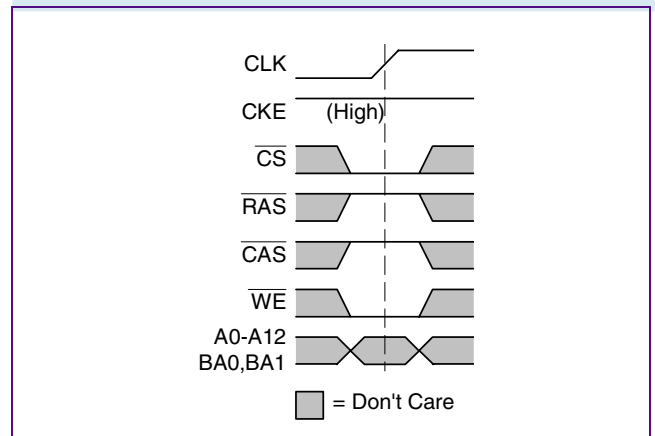 CLK
CKE (High)
CS
RAS
CAS
WE
A0-A12
BA0,BA1
= Don't Care